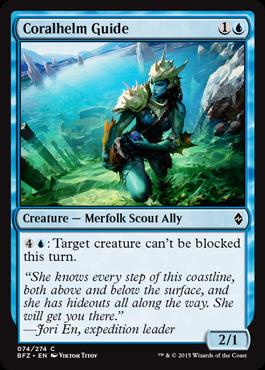 Coralhelm Guide 1
Creature — Merfolk Scout Ally
4 : Target creature can't be blocked
this turn.
“She knows every step of this coastline,
both above and below the surface, and
she has hideouts all along the way. She
will get you there.”
—Jori En, expedition leader
2/1
074/274 C
BFZ • EN Viktor Titov
™ & © 2015 Wizards of the Coast